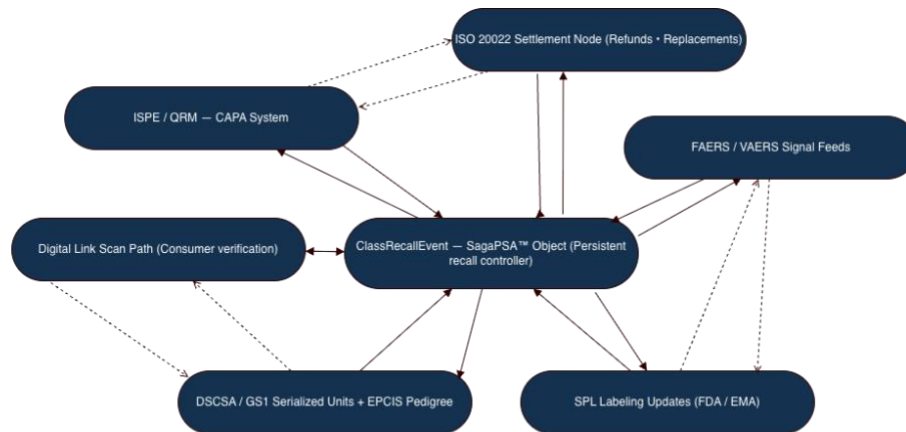 ISO 20022 Settlement Node (Refunds • Replacements)
ISPE / QRM — CAPA System
FAERS / VAERS Signal Feeds
ClassRecallEvent — SagaPSA™ Object (Persistent
recall controller)
Digital Link Scan Path (Consumer verification)
DSCSA / GS1 Serialized Units + EPCIS Pedigree
SPL Labeling Updates (FDA / EMA)